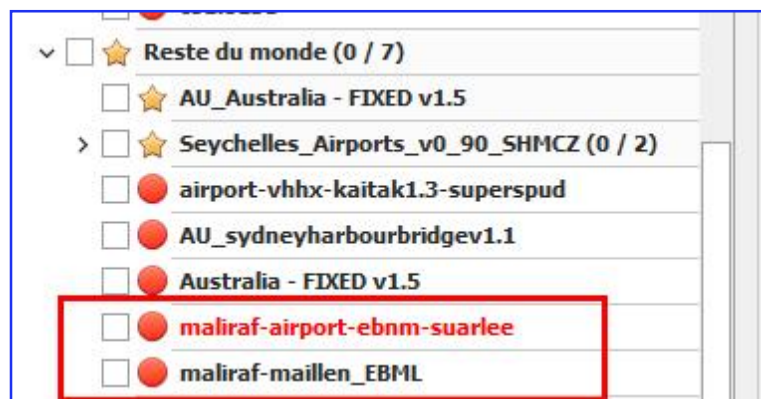 Reste du monde (0 / 7)
AU_Australia - FIXED v1.5
Seychelles_Airports_v0_90_SHMCZ (0 / 2)
airport-vhhx-kaitak1.3-superspud
AU_sydneyharbourbridgev1.1
Australia - FIXED v1.5
maliraf-airport-ebnm-suarlee
maliraf-maillen_EBML